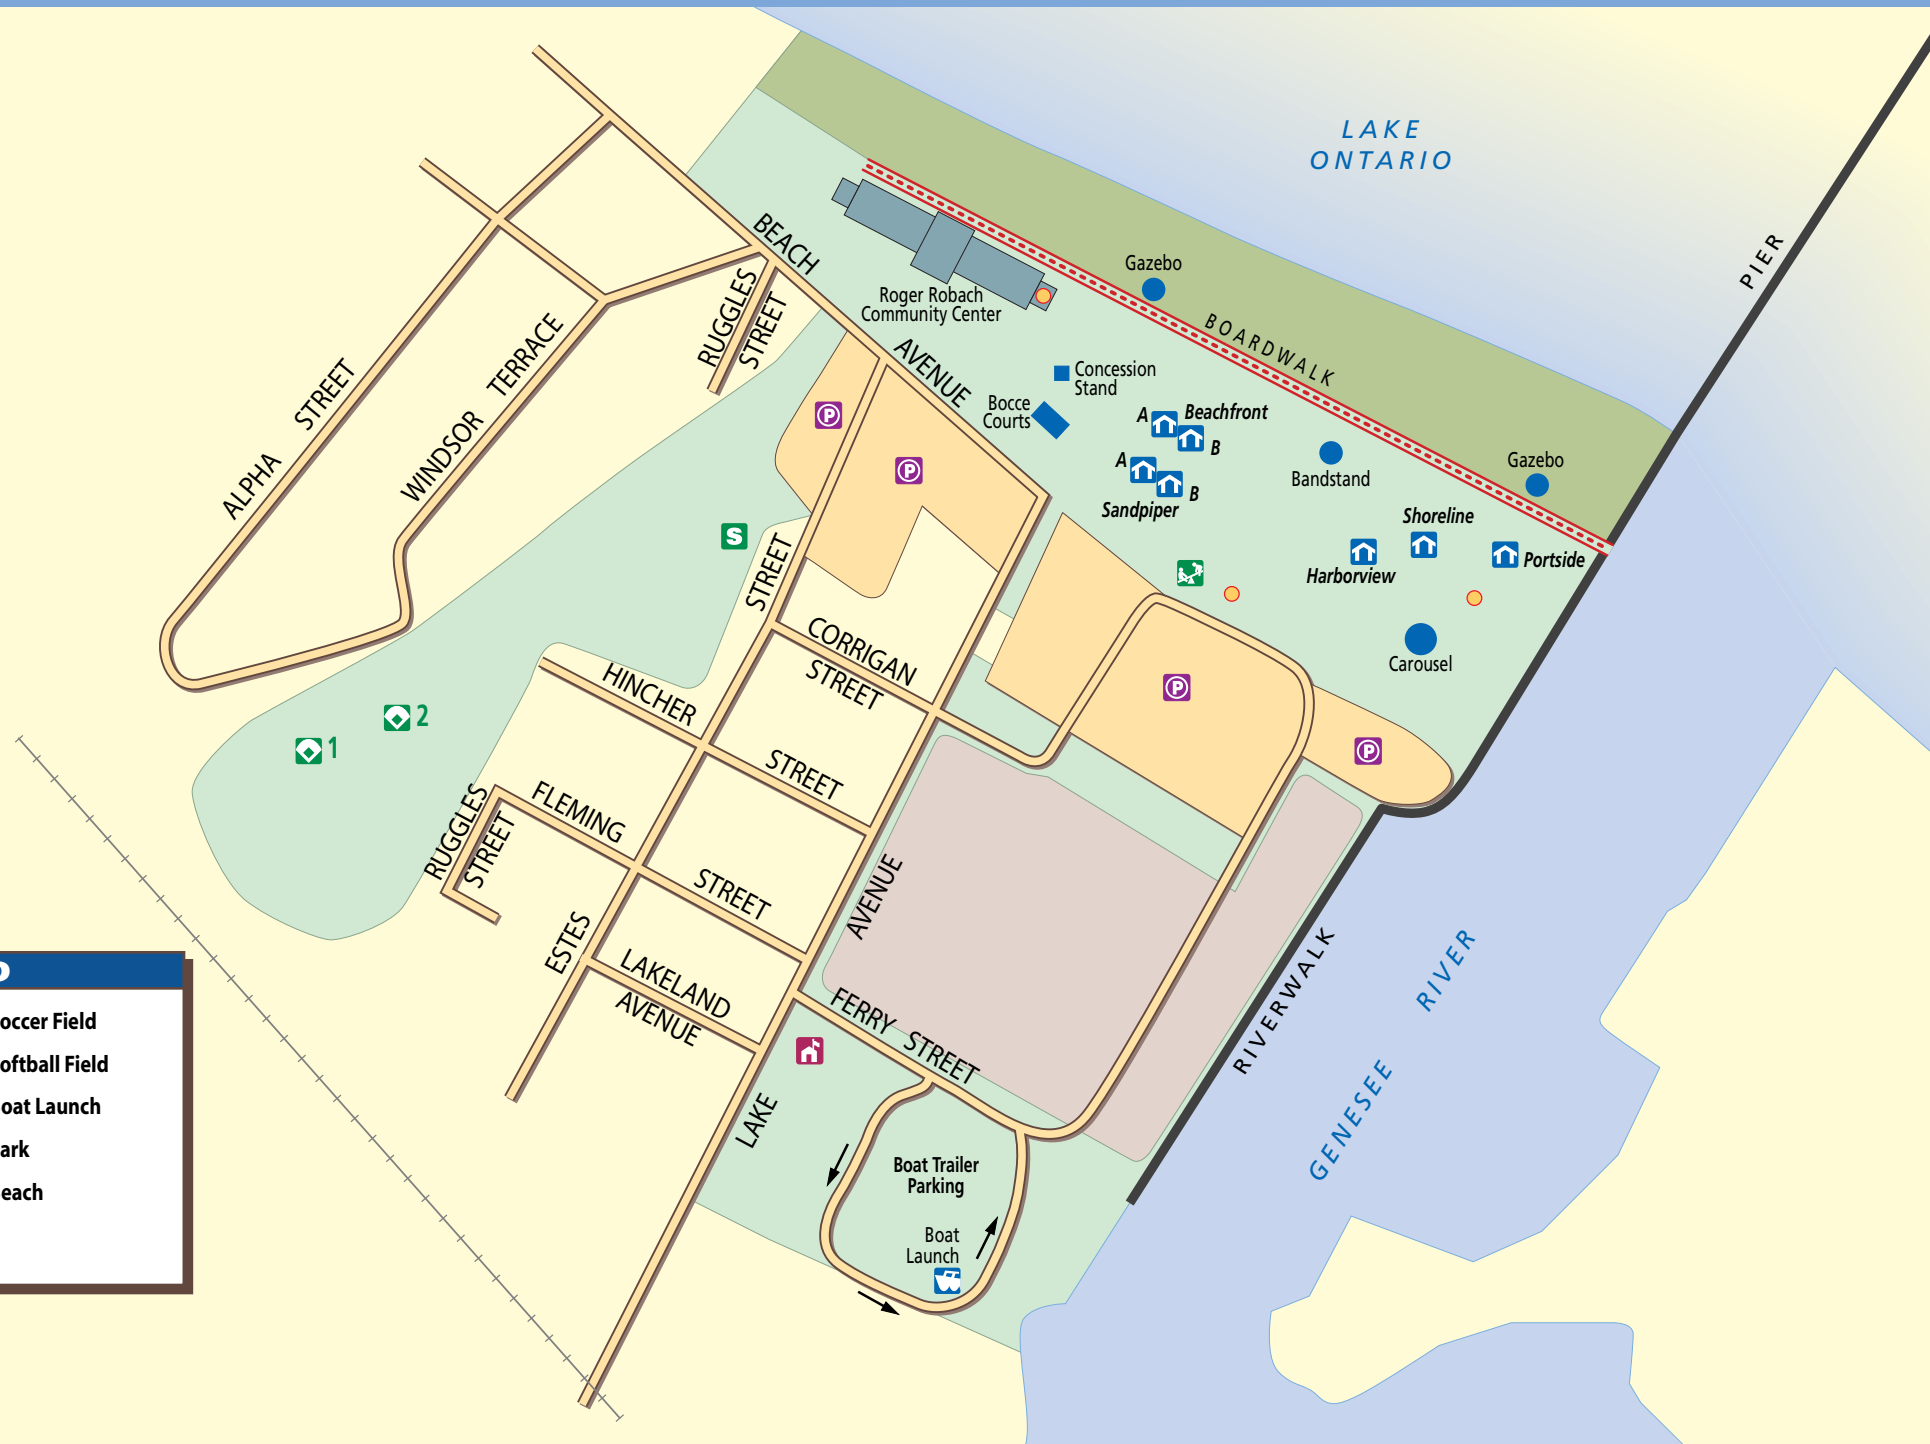 LAKE
ONTARIO
PIER
BEACH
AVENUE
Gazebo
BOARDWALK
Roger Robach
Community Center
RUGGLES
STREET
Concession
Stand
Bocce
Courts
A
Beachfront
B
A
B
Sandpiper
Bandstand
Gazebo
Shoreline
Harborview
Portside
Carousel
ALPHA STREET
WINDSOR TERRACE
P
P
S
STREET
CORRIGAN
STREET
P
P
HINCHER
STREET
2
1
RUGGLES
STREET
FLEMING
STREET
ESTES
LAKELAND
AVENUE
AVENUE
FERRY STREET
LAKE
RIVERWALK
GENESEE RIVER
Boat Trailer
Parking
Boat
Launch
occer Field
oftball Field
oat Launch
ark
each